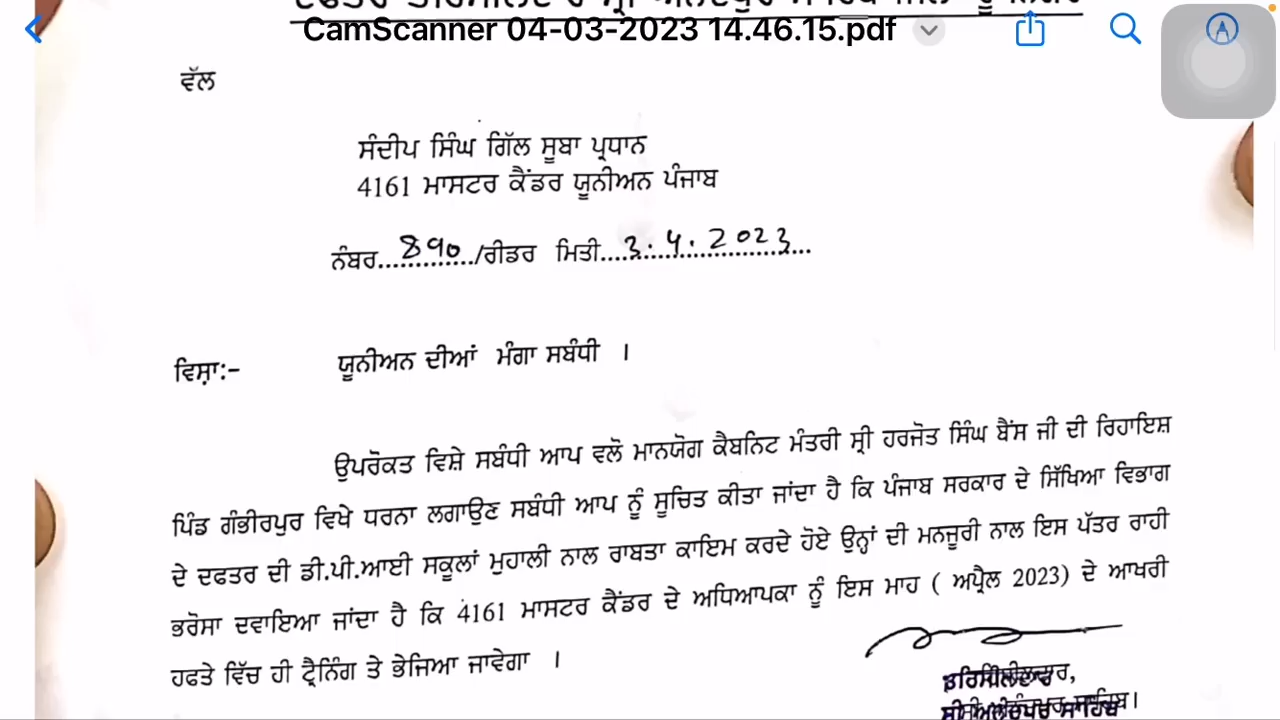 CamScanner 04-03-2023 14.46.15.pdf
ਵੱਲ
ਸੰਦੀਪ ਸਿੰਘ ਗਿੱਲ ਸੂਬਾ ਪ੍ਰਧਾਨ
4161 ਮਾਸਟਰ ਕੈਂਡਰ ਯੂਨੀਅਨ ਪੰਜਾਬ
ਨੰਬਰ...890.../ਰੀਡਰ ਮਿਤੀ....3.4.2023...
ਵਿਸ਼ਾ:- ਯੂਨੀਅਨ ਦੀਆਂ ਮੰਗਾ ਸਬੰਧੀ ।
ਉਪਰੋਕਤ ਵਿਸ਼ੇ ਸਬੰਧੀ ਆਪ ਵਲੋ ਮਾਨਯੋਗ ਕੈਬਨਿਟ ਮੰਤਰੀ ਸ੍ਰੀ ਹਰਜੋਤ ਸਿੰਘ ਬੈਂਸ ਜੀ ਦੀ ਰਿਹਾਇਸ਼
ਪਿੰਡ ਗੰਭੀਰਪੁਰ ਵਿਖੇ ਧਰਨਾ ਲਗਾਉਣ ਸਬੰਧੀ ਆਪ ਨੂੰ ਸੂਚਿਤ ਕੀਤਾ ਜਾਂਦਾ ਹੈ ਕਿ ਪੰਜਾਬ ਸਰਕਾਰ ਦੇ ਸਿੱਖਿਆ ਵਿਭਾਗ
ਦੇ ਦਫਤਰ ਦੀ ਡੀ.ਪੀ.ਆਈ ਸਕੂਲਾਂ ਮੁਹਾਲੀ ਨਾਲ ਰਾਬਤਾ ਕਾਇਮ ਕਰਦੇ ਹੋਏ ਉਨ੍ਹਾਂ ਦੀ ਮਨਜੂਰੀ ਨਾਲ ਇਸ ਪੱਤਰ ਰਾਹੀ
ਭਰੋਸਾ ਦਵਾਇਆ ਜਾਂਦਾ ਹੈ ਕਿ 4161 ਮਾਸਟਰ ਕੈਂਡਰ ਦੇ ਅਧਿਆਪਕਾ ਨੂੰ ਇਸ ਮਾਹ ( ਅਪ੍ਰੈਲ 2023) ਦੇ ਆਖਰੀ
ਹਫਤੇ ਵਿੱਚ ਹੀ ਟ੍ਰੈਨਿੰਗ ਤੇ ਭੇਜਿਆ ਜਾਵੇਗਾ ।